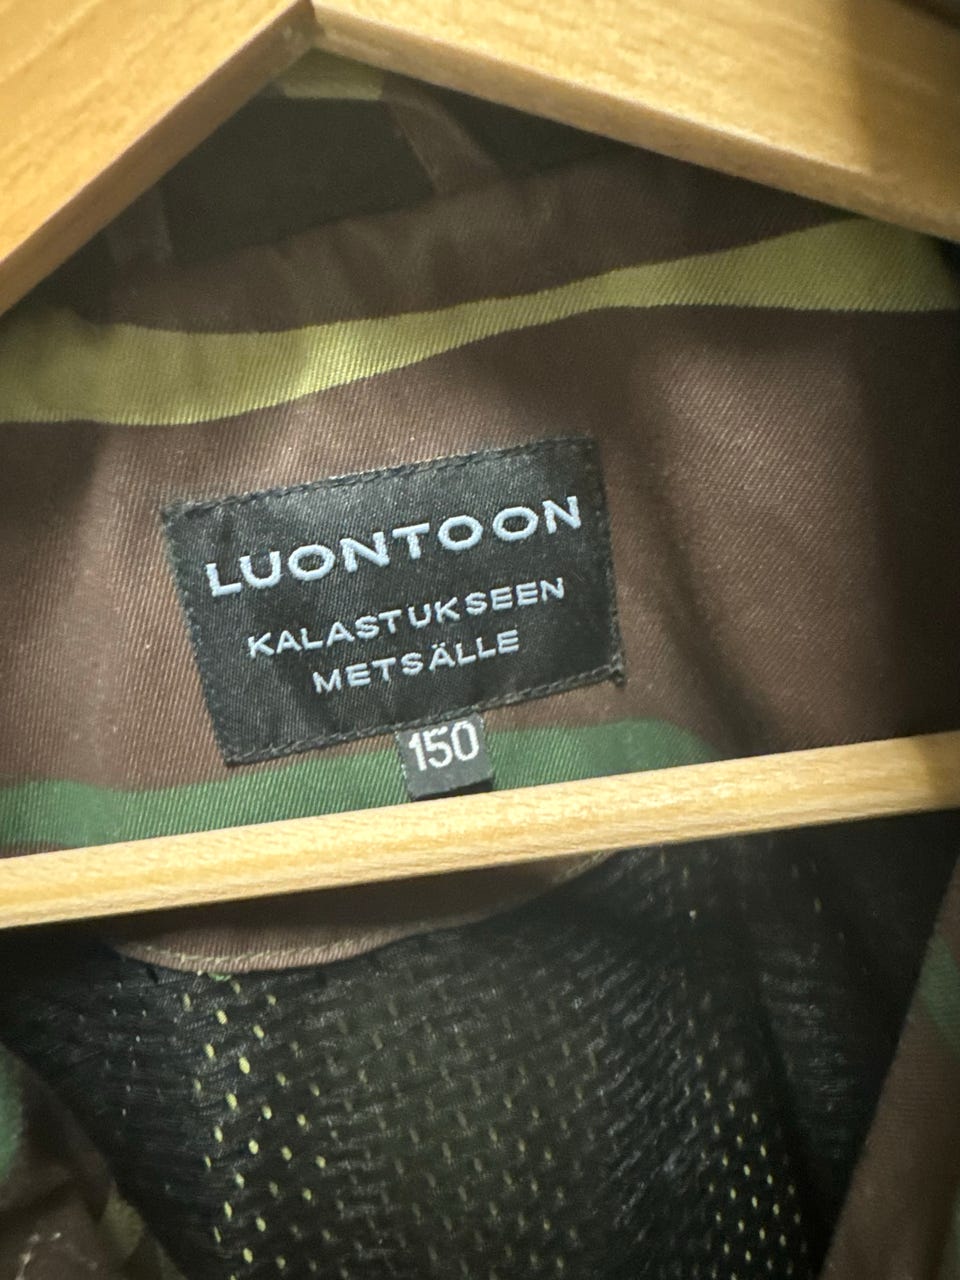 LUONTOON
KALASTUKSEEN
METSÄLLE
150